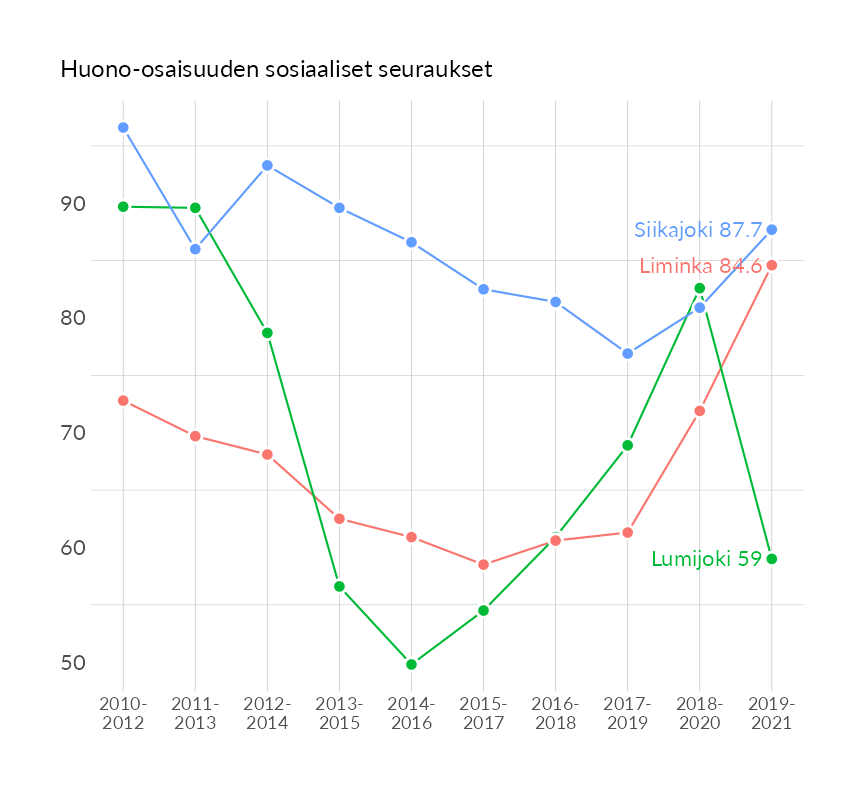 Huono-osaisuuden sosiaaliset seuraukset
90
80
70
60
50
Siikajoki 87.7
Liminka 84.6
Lumijoki 59
2010- 2011- 2012- 2013- 2014- 2015- 2016- 2017- 2018- 2019-
2012 2013 2014 2015 2016 2017 2018 2019 2020 2021